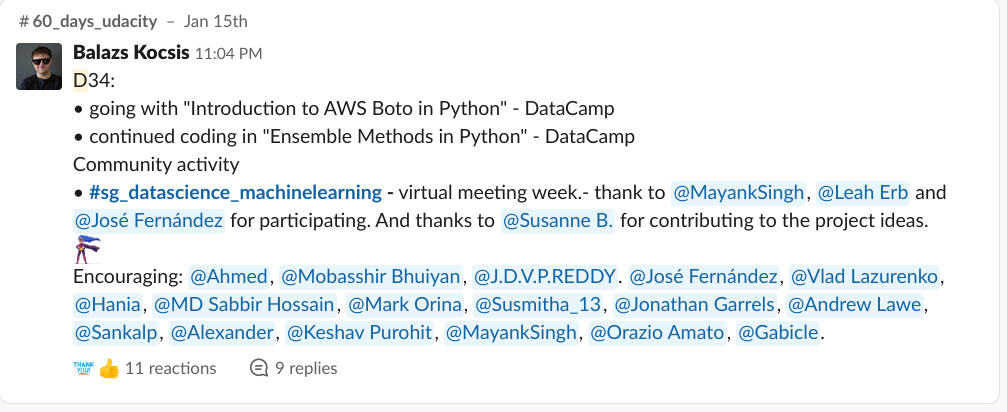 # 60_days_udacity – Jan 15th
Balazs Kocsis 11:04 PM
D34:
• going with "Introduction to AWS Boto in Python" - DataCamp
• continued coding in "Ensemble Methods in Python" - DataCamp
Community activity
• #sg_datascience_machinelearning - virtual meeting week.- thank to @MayankSingh, @Leah Erb and
@José Fernández for participating. And thanks to @Susanne B. for contributing to the project ideas.
Encouraging: @Ahmed, @Mobasshir Bhuiyan, @J.D.V.P.REDDY. @José Fernández, @Vlad Lazurenko,
@Hania, @MD Sabbir Hossain, @Mark Orina, @Susmitha_13, @Jonathan Garrels, @Andrew Lawe,
@Sankalp, @Alexander, @Keshav Purohit, @MayankSingh, @Orazio Amato, @Gabicle.
THANK YOU! 11 reactions 9 replies